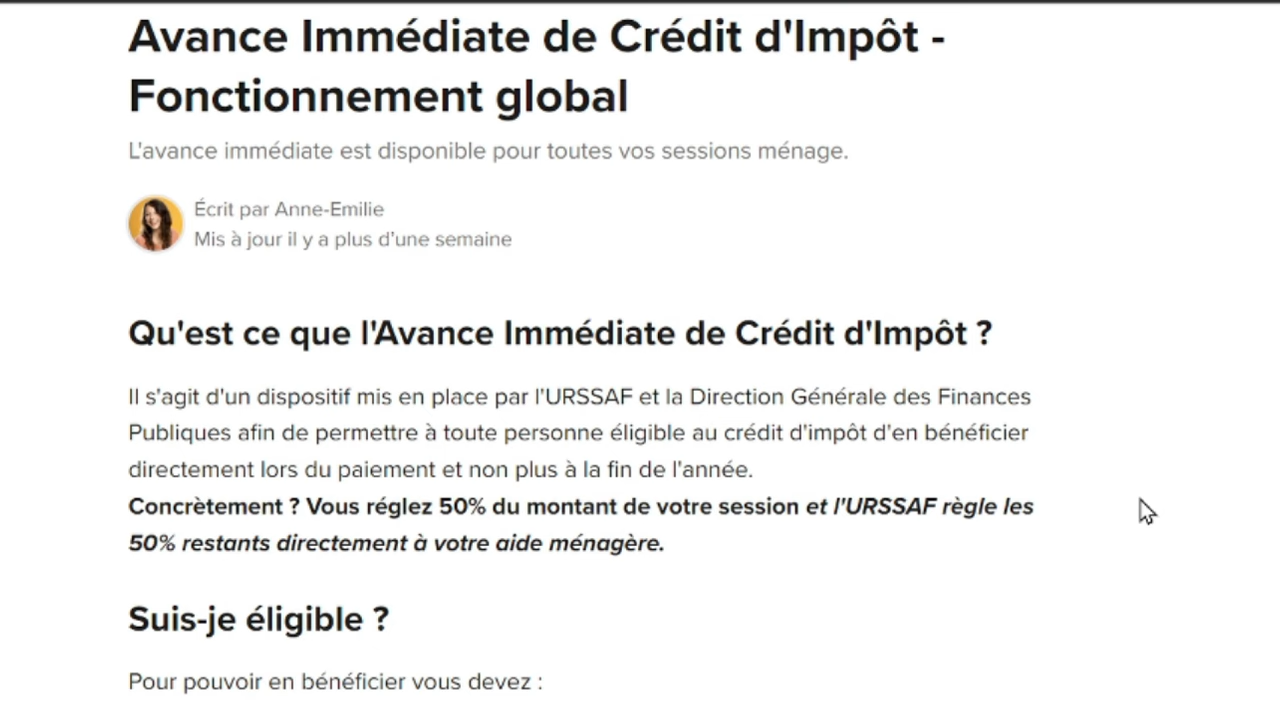 Avance Immédiate de Crédit d'Impôt -
Fonctionnement global
L'avance immédiate est disponible pour toutes vos sessions ménage.
Écrit par Anne-Emilie
Mis à jour il y a plus d'une semaine
Qu'est ce que l'Avance Immédiate de Crédit d'Impôt ?
Il s'agit d'un dispositif mis en place par l'URSSAF et la Direction Générale des Finances
Publiques afin de permettre à toute personne éligible au crédit d'impôt d'en bénéficier
directement lors du paiement et non plus à la fin de l'année.
Concrètement ? Vous réglez 50% du montant de votre session et l'URSSAF règle les
50% restants directement à votre aide ménagère.
Suis-je éligible ?
Pour pouvoir en bénéficier vous devez :